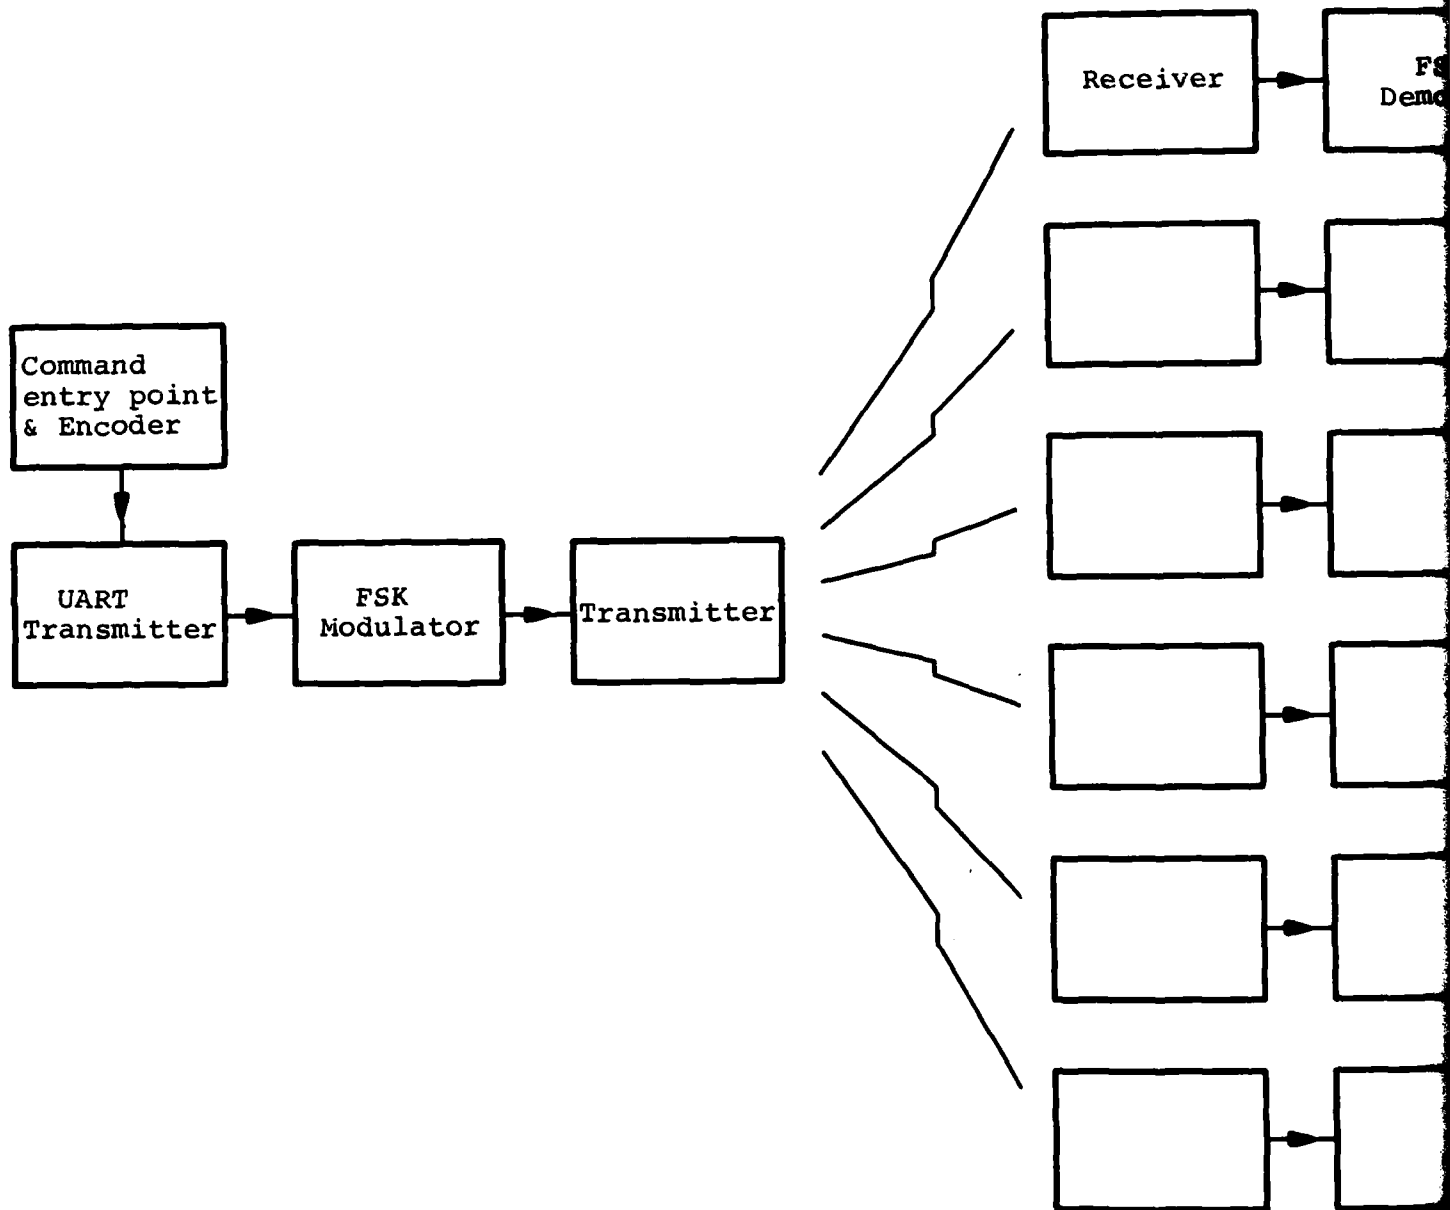 Receiver
Command
entry point
& Encoder
UART
Transmitter
FSK
Modulator
Transmitter